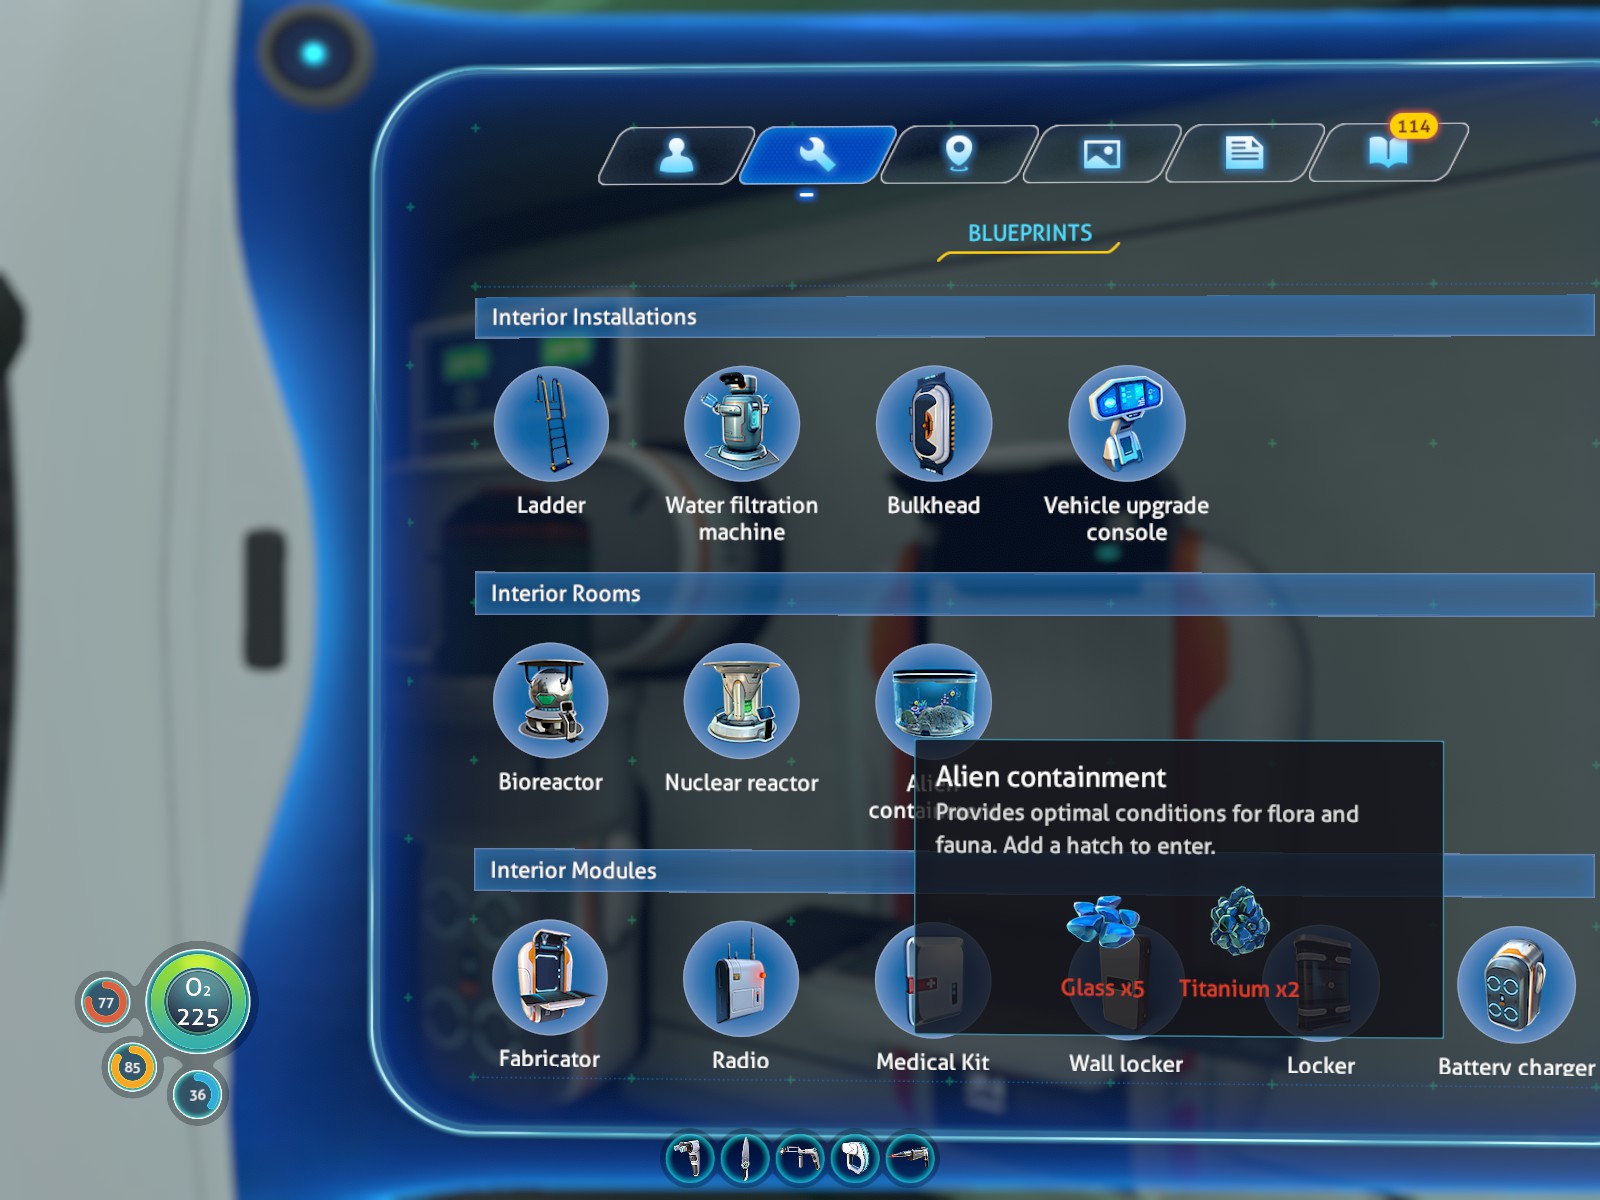 114
BLUEPRINTS
Interior Installations
Ladder
Water filtration
machine
Bulkhead
Vehicle upgrade
console
Interior Rooms
Bioreactor
Nuclear reactor
Alien
Alien containment
Provides optimal conditions for flora and
fauna. Add a hatch to enter.
Glass x5
Titanium x2
Interior Modules
Fabricator
Radio
Medical Kit
Wall locker
Locker
Battery charger
77
O₂
225
85
36